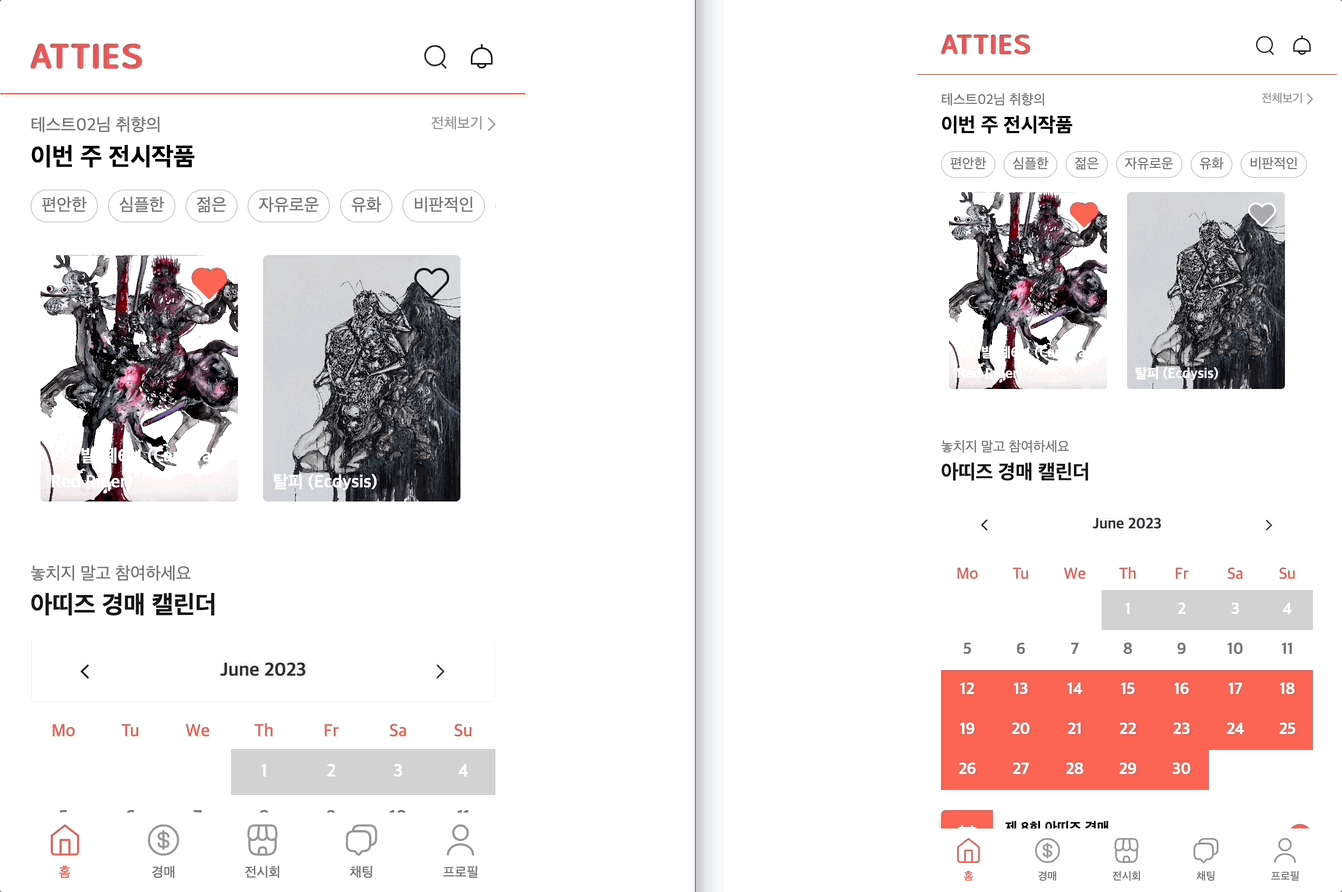 ATTIES
테스트02님 취향의
전체보기
이번 주 전시작품
편안한 심플한 젊은 자유로운 유화 비판적인
탈피 (Ecdysis)
놓치지 말고 참여하세요
아띠즈 경매 캘린더
June 2023
Mo Tu We Th Fr Sa Su
1 2 3 4
홈 경매 전시회 채팅 프로필
ATTIES
테스트02님 취향의
전체보기
이번 주 전시작품
편안한 심플한 젊은 자유로운 유화 비판적인
탈피 (Ecdysis)
놓치지 말고 참여하세요
아띠즈 경매 캘린더
June 2023
Mo Tu We Th Fr Sa Su
1 2 3 4
5 6 7 8 9 10 11
12 13 14 15 16 17 18
19 20 21 22 23 24 25
26 27 28 29 30
제 8회 아띠즈 경매
홈 경매 전시회 채팅 프로필